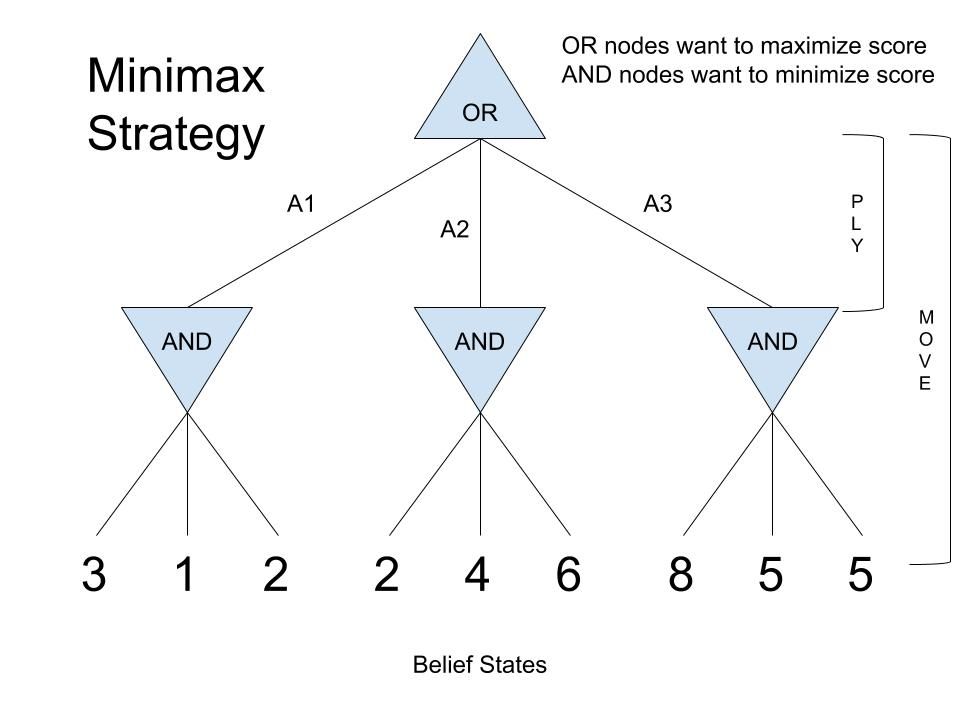 Minimax
Strategy
OR nodes want to maximize score
AND nodes want to minimize score
OR
A1
A2
A3
PLY
MOVE
AND
AND
AND
3 1 2 2 4 6 8 5 5
Belief States